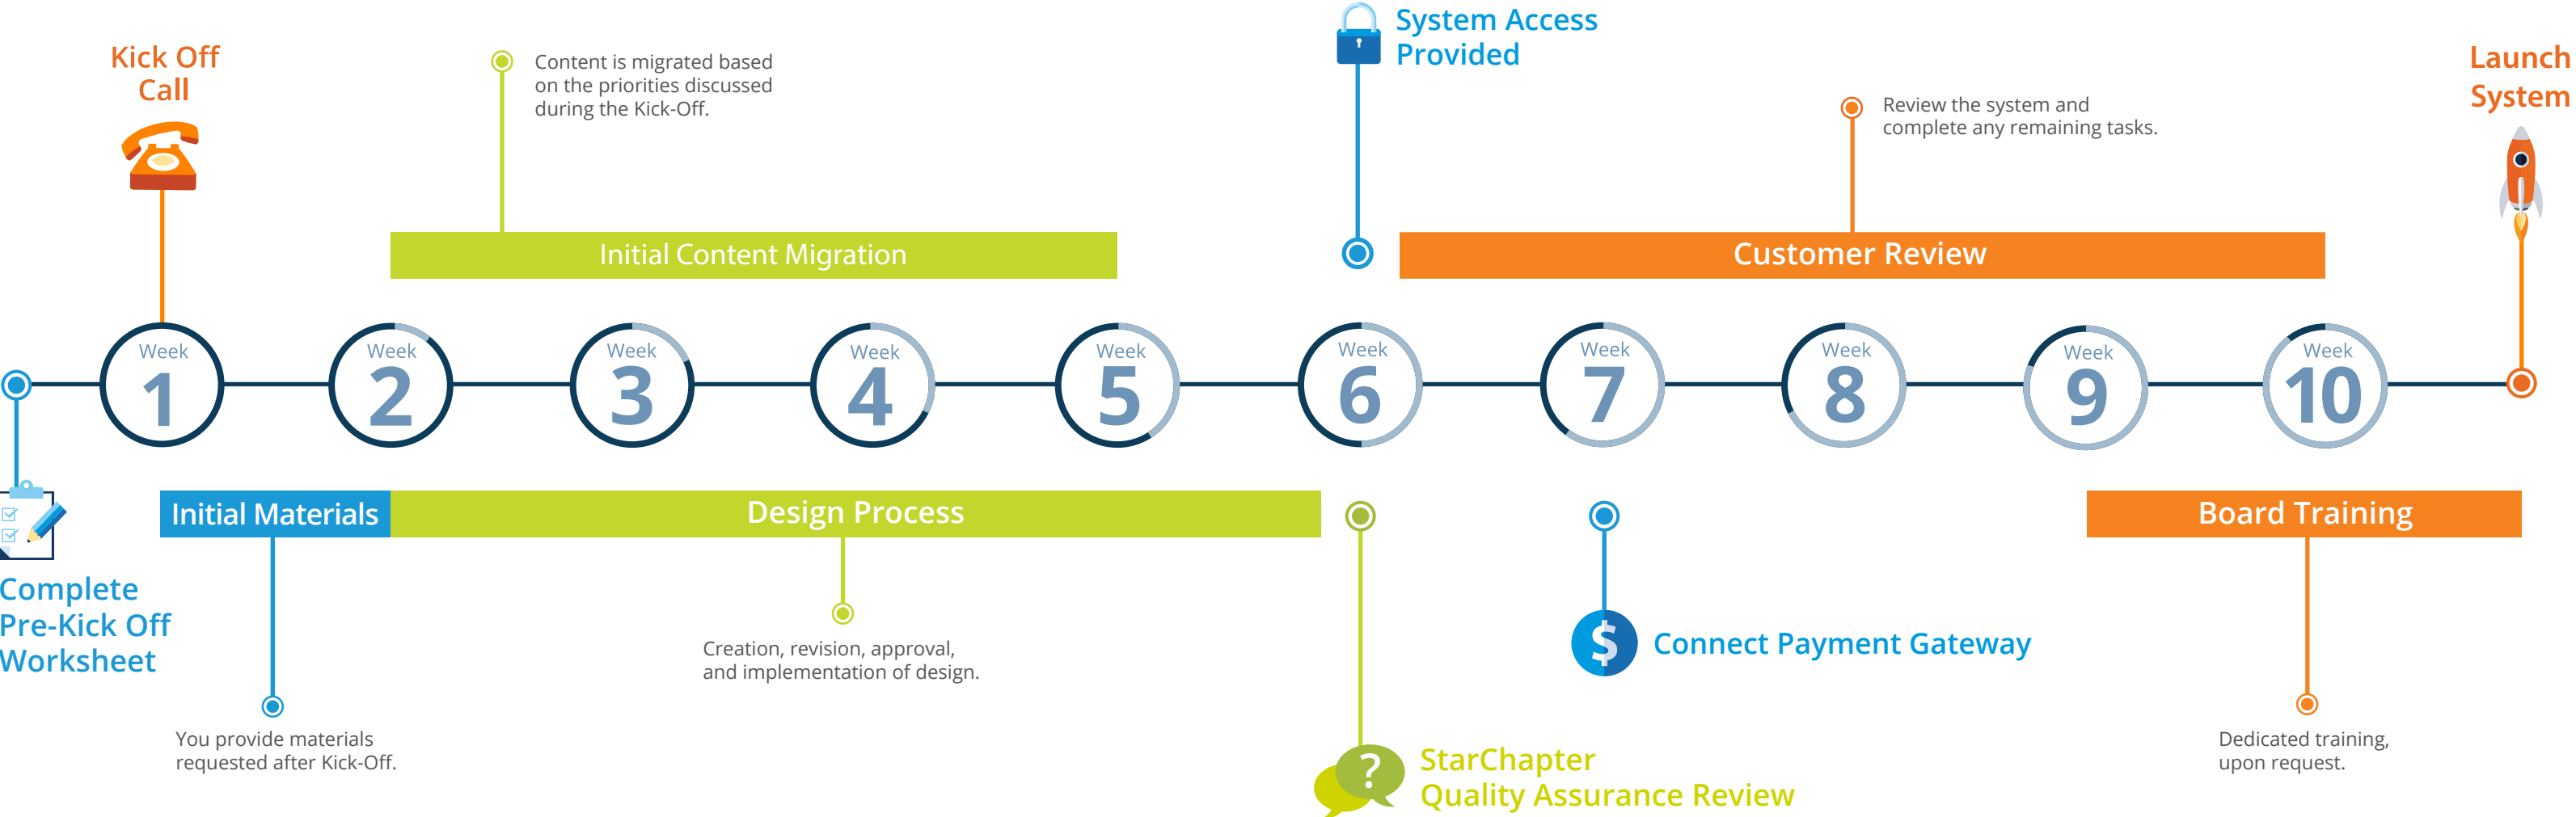 System Access
Provided
Kick Off
Call
Content is migrated based
on the priorities discussed
during the Kick-Off.
Launch
System
Review the system and
complete any remaining tasks.
Initial Content Migration
Customer Review
Week
1
Week
2
Week
3
Week
4
Week
5
Week
6
Week
7
Week
8
Week
9
Week
10
Initial Materials
Design Process
Board Training
Complete
Pre-Kick Off
Worksheet
Creation, revision, approval,
and implementation of design.
$
Connect Payment Gateway
You provide materials
requested after Kick-Off.
?
StarChapter
Quality Assurance Review
Dedicated training,
upon request.